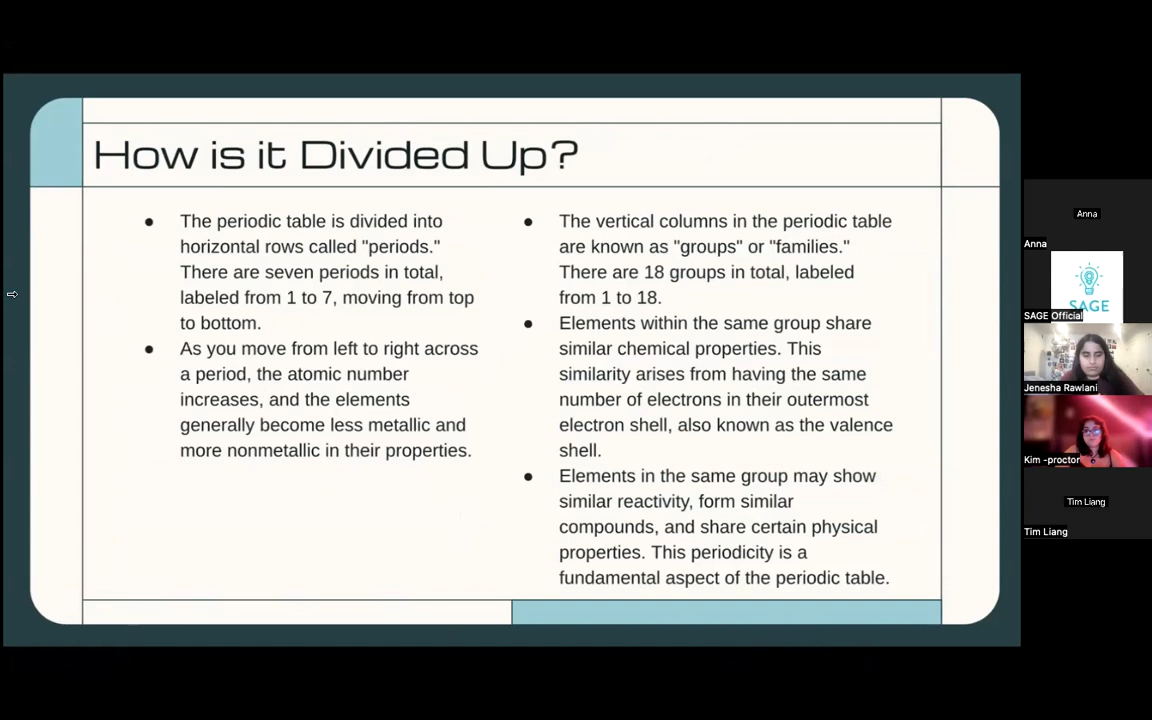 How is it Divided Up?
● The periodic table is divided into
horizontal rows called "periods."
There are seven periods in total,
labeled from 1 to 7, moving from top
to bottom.
● As you move from left to right across
a period, the atomic number
increases, and the elements
generally become less metallic and
more nonmetallic in their properties.
● The vertical columns in the periodic table
are known as "groups" or "families."
There are 18 groups in total, labeled
from 1 to 18.
● Elements within the same group share
similar chemical properties. This
similarity arises from having the same
number of electrons in their outermost
electron shell, also known as the valence
shell.
● Elements in the same group may show
similar reactivity, form similar
compounds, and share certain physical
properties. This periodicity is a
fundamental aspect of the periodic table.
Anna
Anna
SAGE
SAGE Official
Jenesha Rawlani
Kim -proctor
Tim Liang
Tim Liang